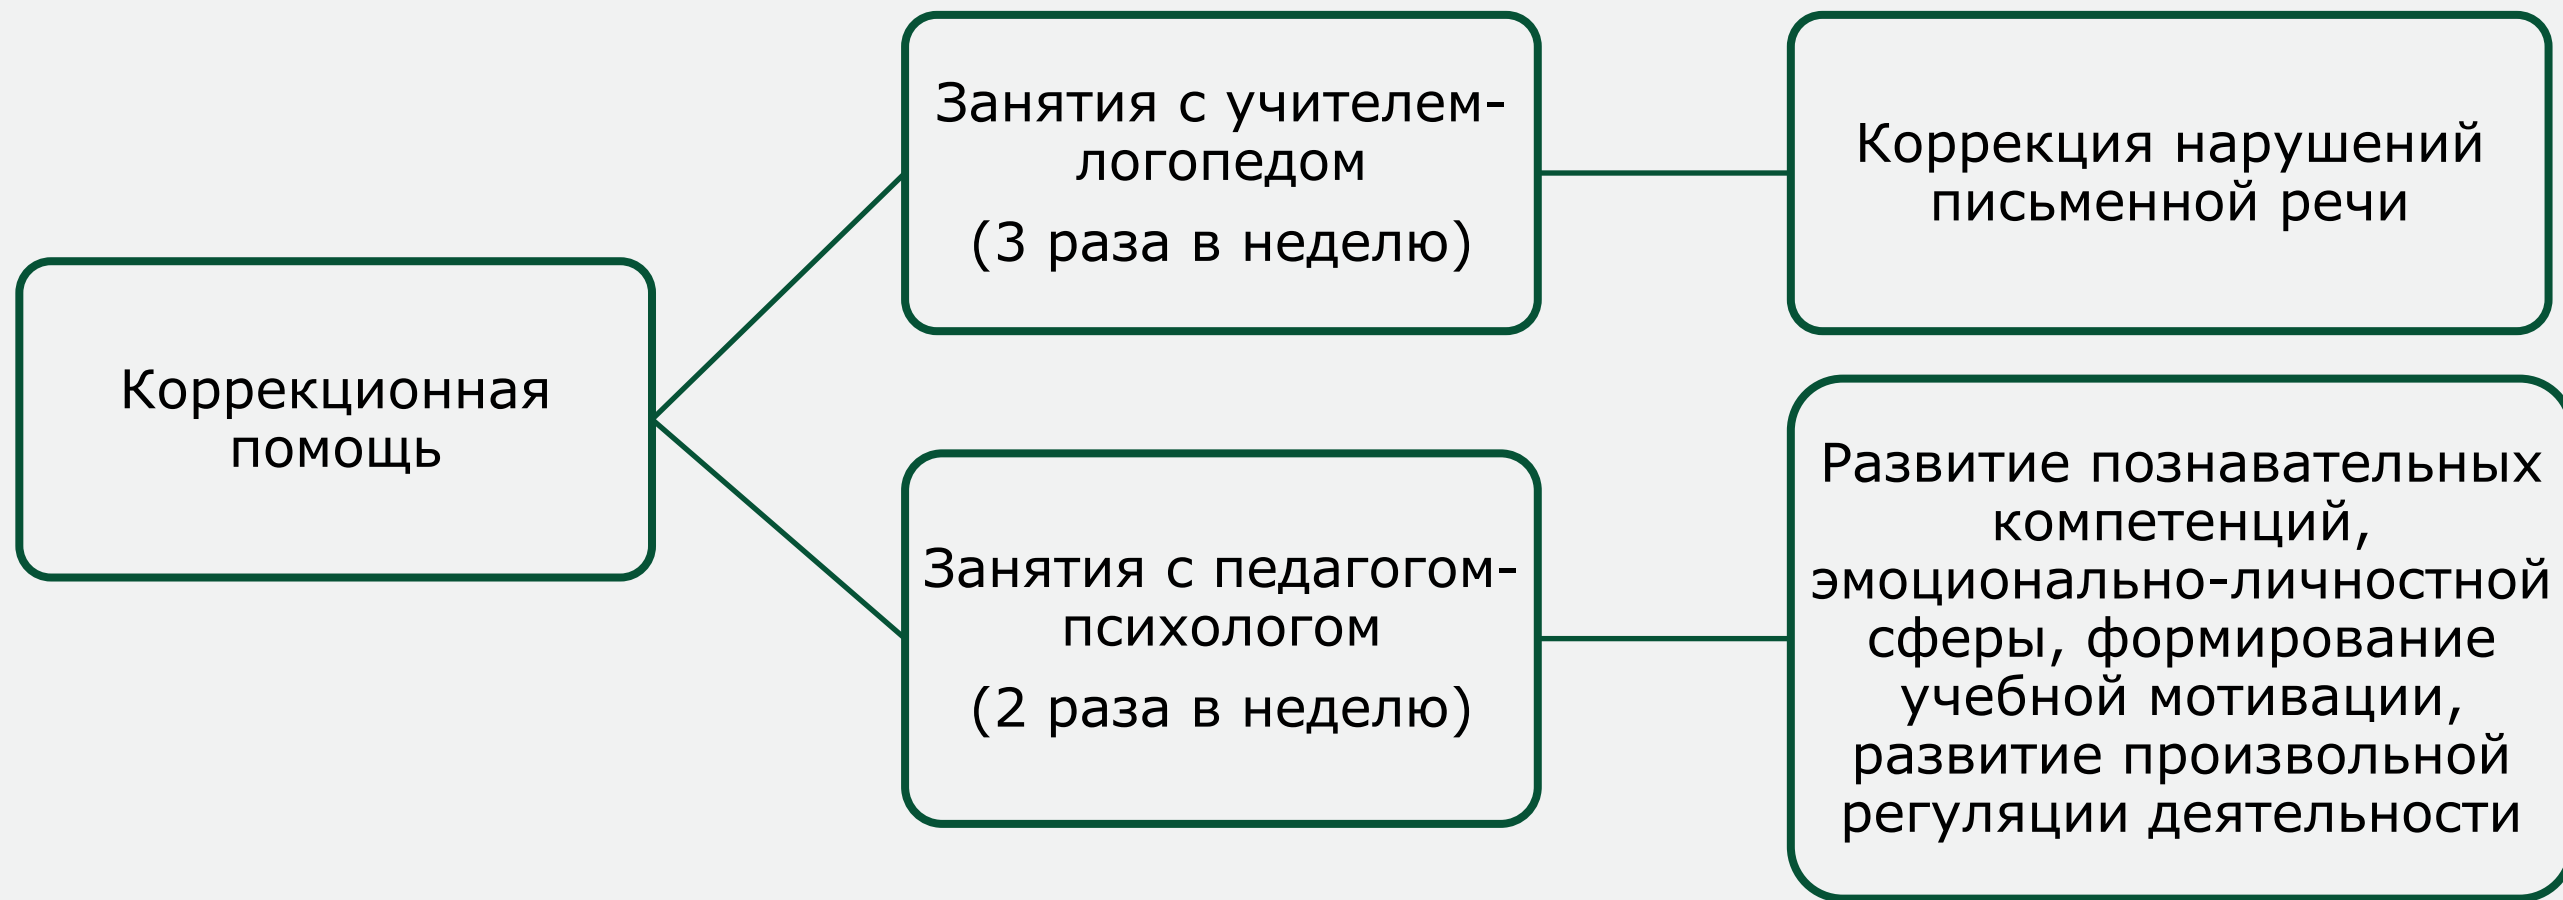 Коррекционная
помощь
Занятия с учителем-
логопедом
(3 раза в неделю)
Коррекция нарушений
письменной речи
Занятия с педагогом-
психологом
(2 раза в неделю)
Развитие познавательных
компетенций,
эмоционально-личностной
сферы, формирование
учебной мотивации,
развитие произвольной
регуляции деятельности